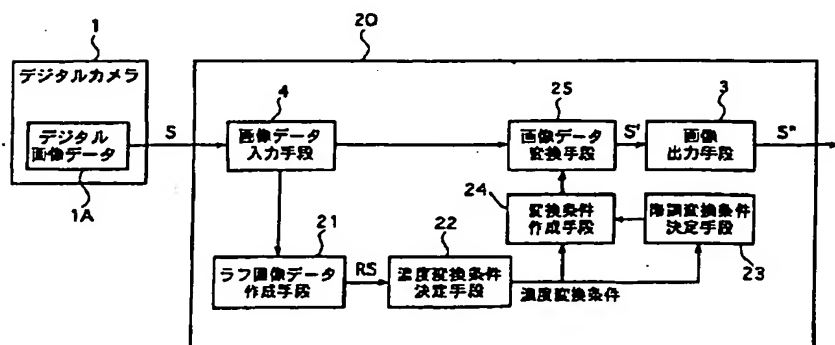 1
20
デジタルカメラ
4
25
3
デジタル
画像データ
S
画像データ
入力手段
画像データ
変換手段
S'
画像
出力手段
S"
1A
24
変換条件
作成手段
階調変換条件
決定手段
21
22
23
ラフ画像データ
作成手段
RS
濃度変換条件
決定手段
濃度変換条件